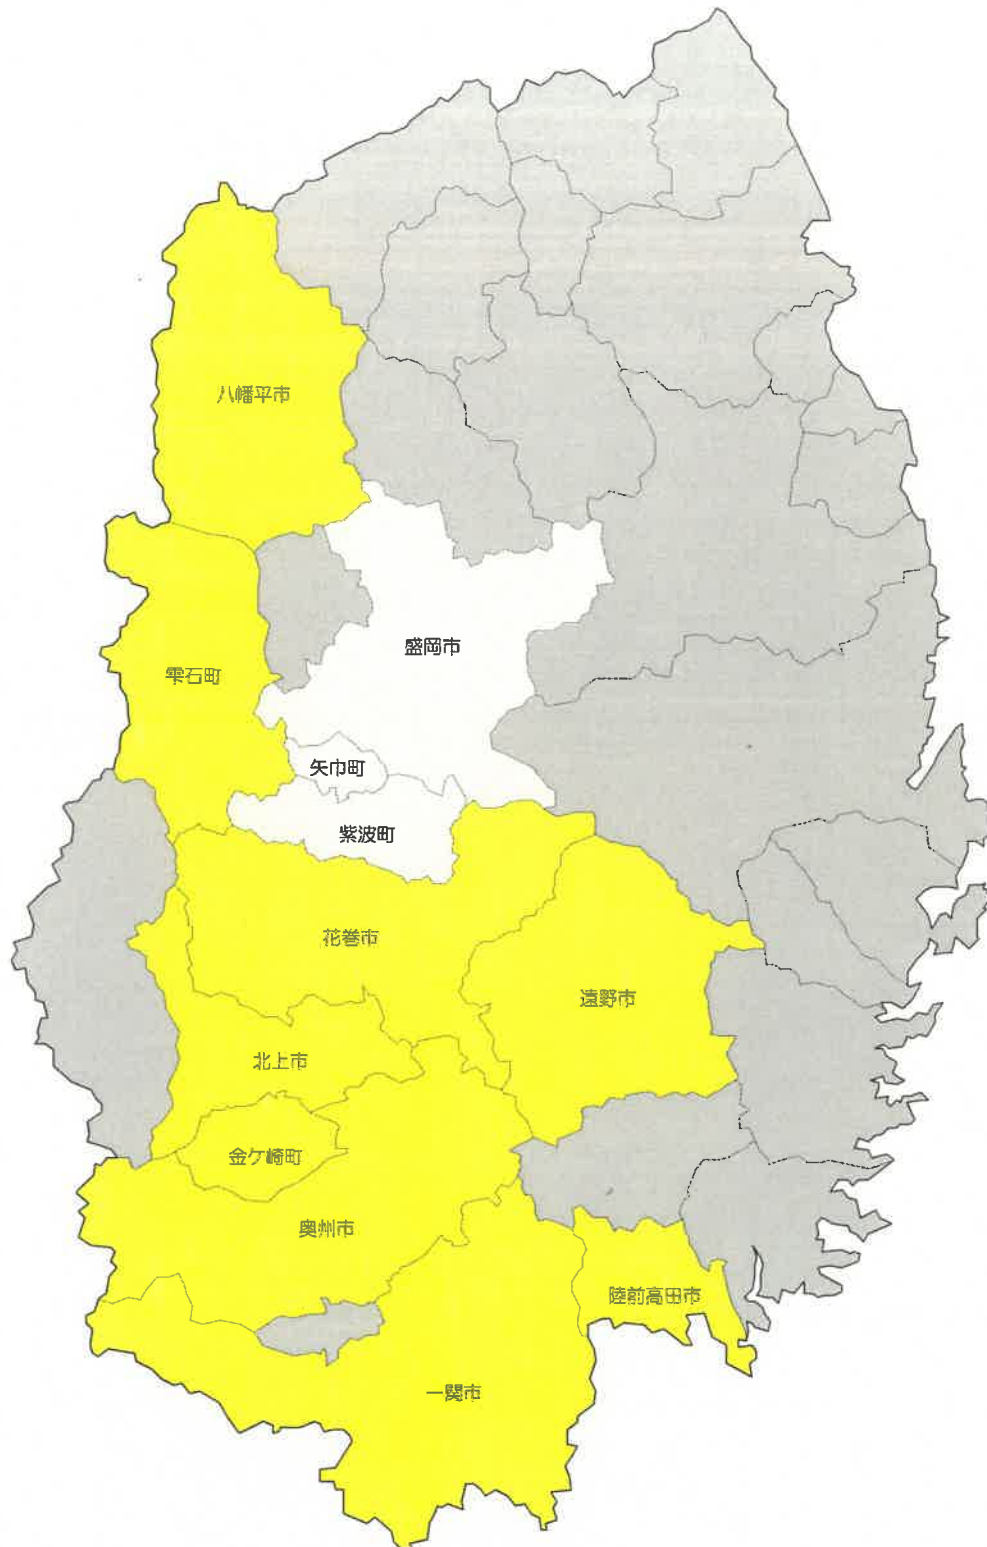 八幡平市
盛岡市
雫石町
矢巾町
紫波町
花巻市
遠野市
北上市
金ケ崎町
奥州市
陸前高田市
一関市